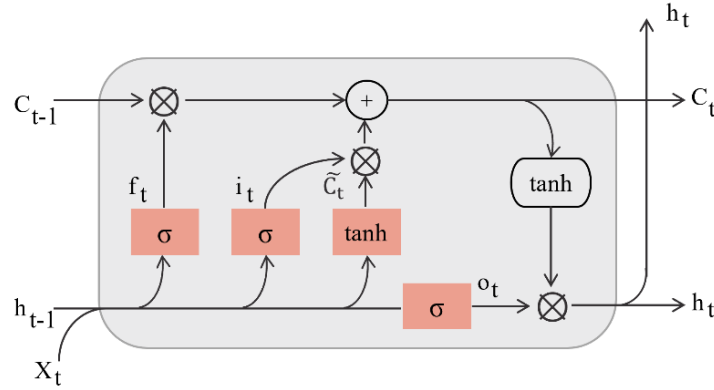 h_t
C_{t-1}
+
C_t
f_t
i_t
C̃_t
tanh
σ
σ
tanh
h_{t-1}
σ
o_t
h_t
X_t